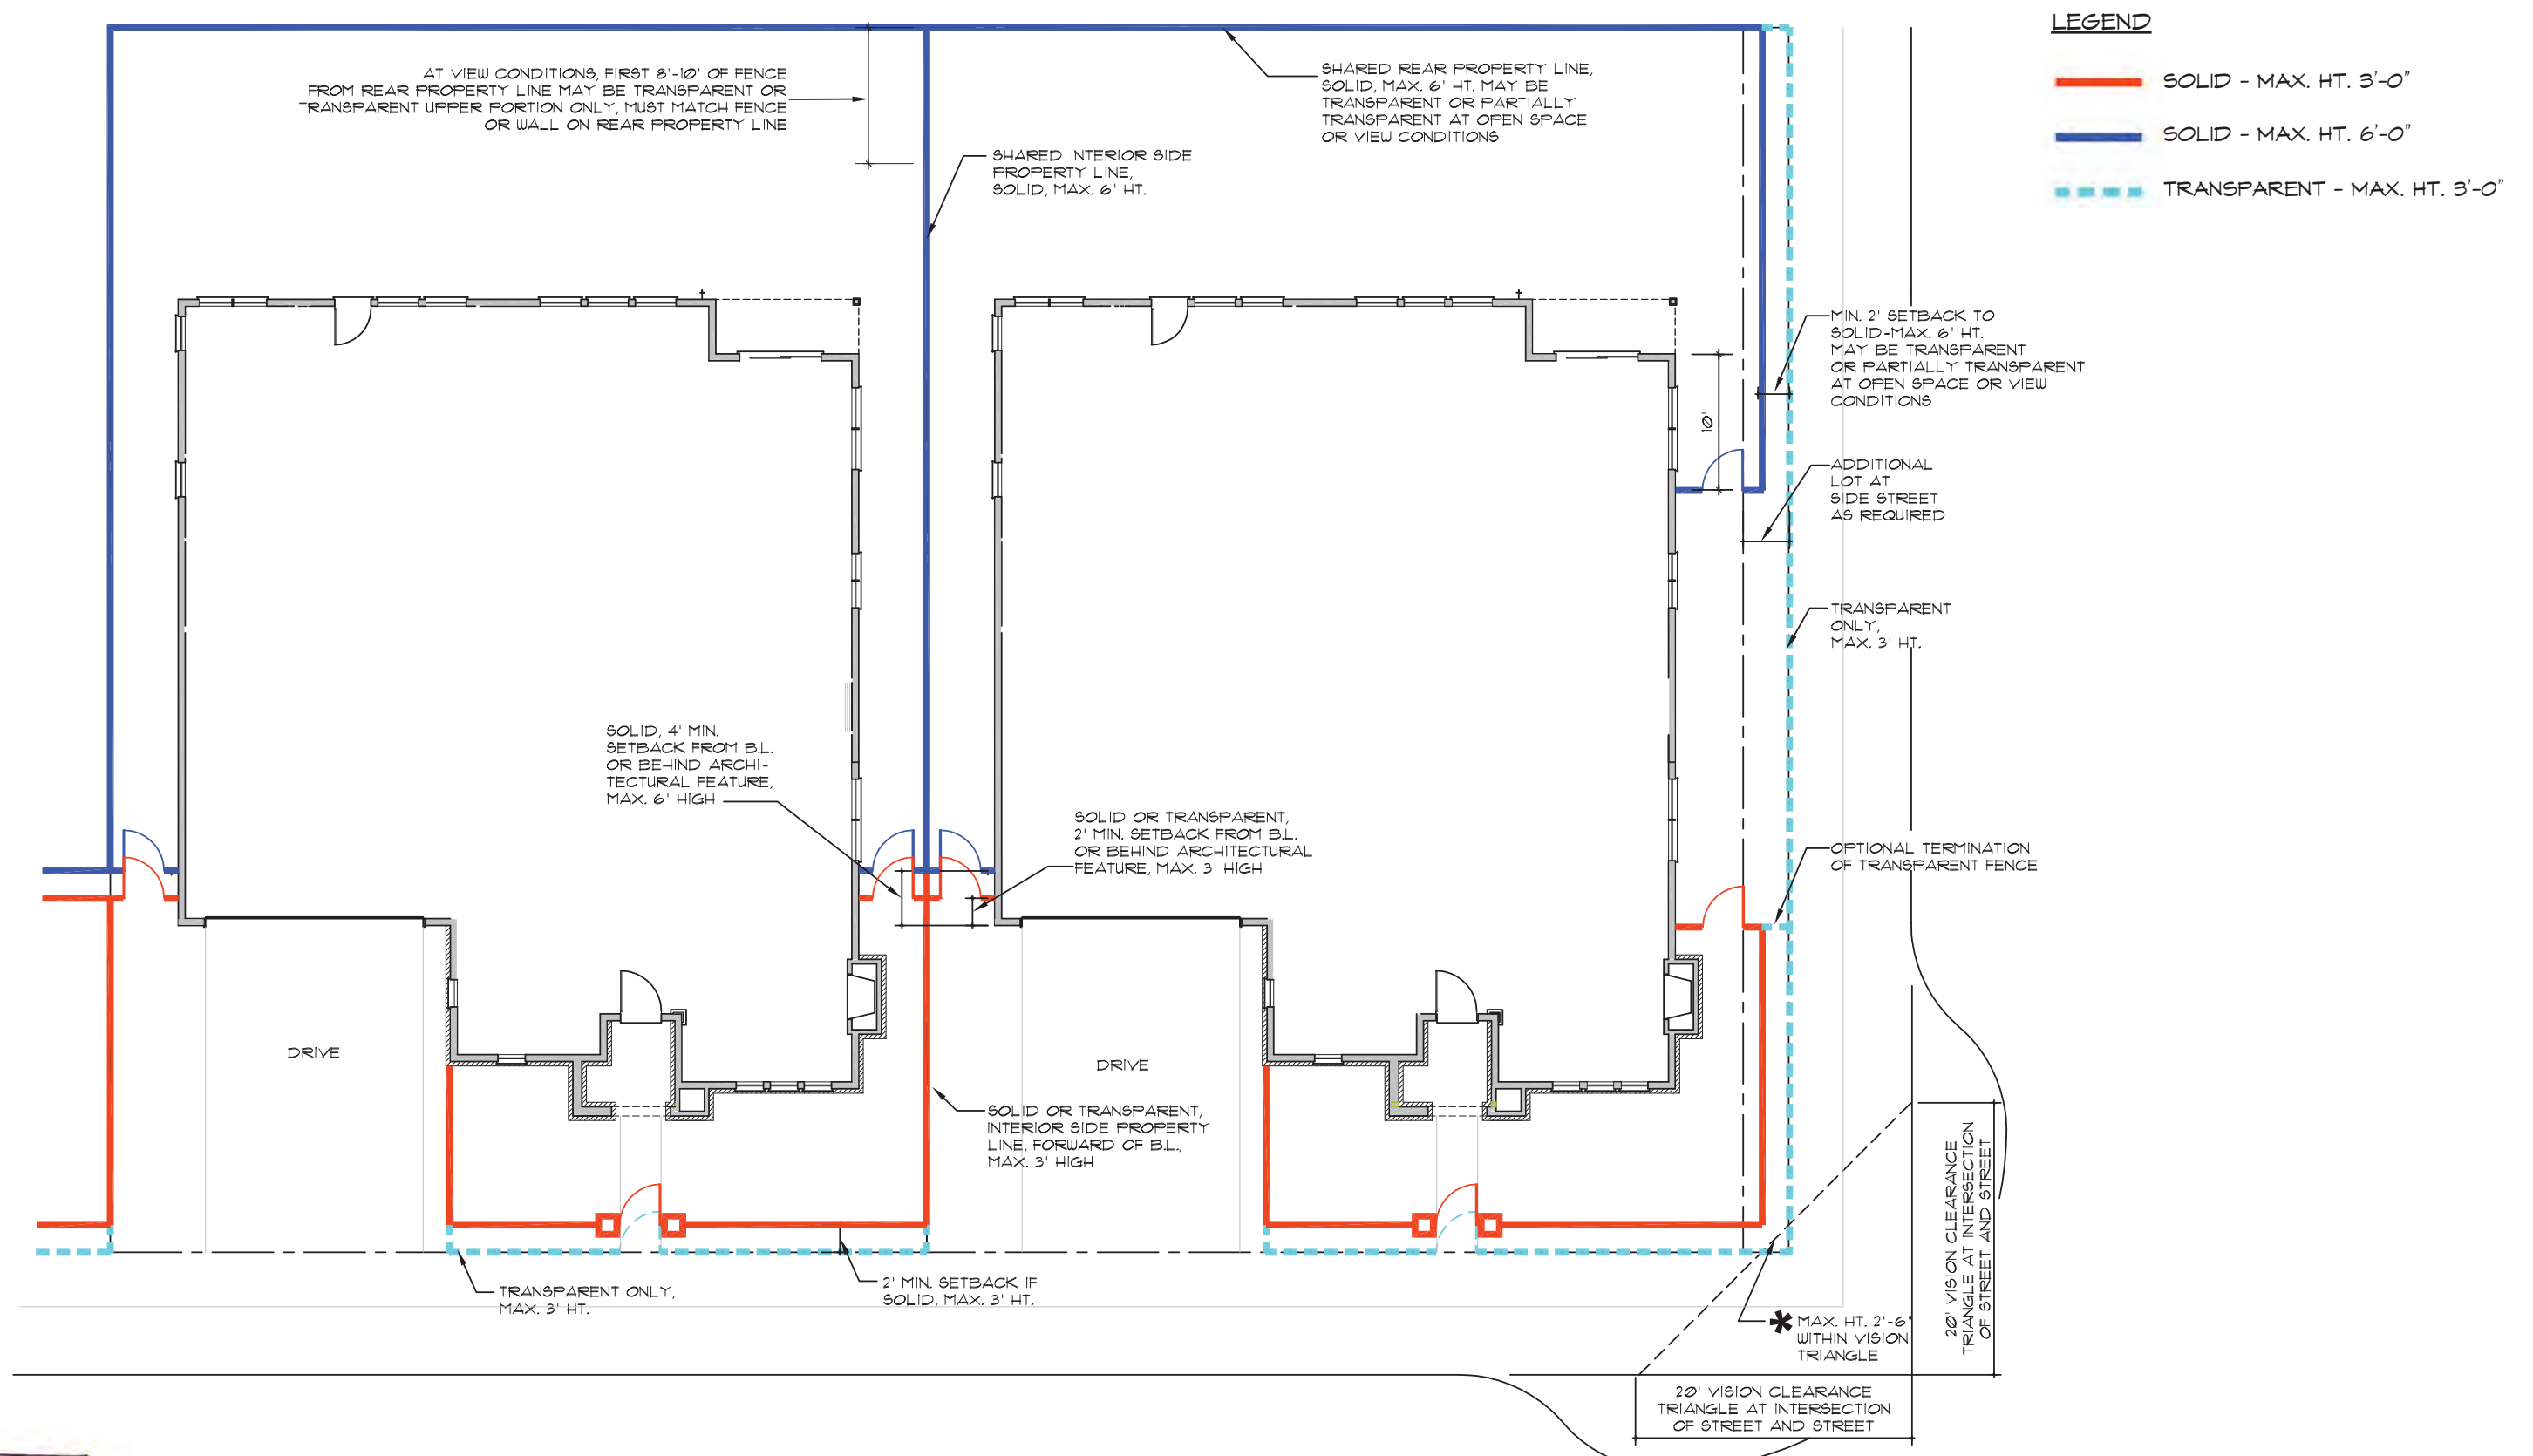 LEGEND
SOLID - MAX. HT. 3'-0"
SOLID - MAX. HT. 6'-0"
TRANSPARENT - MAX. HT. 3'-0"
AT VIEW CONDITIONS, FIRST 8'-10' OF FENCE
FROM REAR PROPERTY LINE MAY BE TRANSPARENT OR
TRANSPARENT UPPER PORTION ONLY, MUST MATCH FENCE
OR WALL ON REAR PROPERTY LINE
SHARED REAR PROPERTY LINE,
SOLID, MAX. 6' HT. MAY BE
TRANSPARENT OR PARTIALLY
TRANSPARENT AT OPEN SPACE
OR VIEW CONDITIONS
SHARED INTERIOR SIDE
PROPERTY LINE,
SOLID, MAX. 6' HT.
MIN. 2' SETBACK TO
SOLID-MAX. 6' HT.
MAY BE TRANSPARENT
OR PARTIALLY TRANSPARENT
AT OPEN SPACE OR VIEW
CONDITIONS
10'
ADDITIONAL
LOT AT
SIDE STREET
AS REQUIRED
TRANSPARENT
ONLY,
MAX. 3' HT.
SOLID, 4' MIN.
SETBACK FROM B.L.
OR BEHIND ARCHI-
TECTURAL FEATURE,
MAX. 6' HIGH
SOLID OR TRANSPARENT,
2' MIN. SETBACK FROM B.L.
OR BEHIND ARCHITECTURAL
FEATURE, MAX. 3' HIGH
OPTIONAL TERMINATION
OF TRANSPARENT FENCE
DRIVE
DRIVE
SOLID OR TRANSPARENT,
INTERIOR SIDE PROPERTY
LINE, FORWARD OF B.L.,
MAX. 3' HIGH
TRANSPARENT ONLY,
MAX. 3' HT.
2' MIN. SETBACK IF
SOLID, MAX. 3' HT.
* MAX. HT. 2'-6"
WITHIN VISION
TRIANGLE
20' VISION CLEARANCE
TRIANGLE AT INTERSECTION
OF STREET AND STREET
20' VISION CLEARANCE
TRIANGLE AT INTERSECTION
OF STREET AND STREET